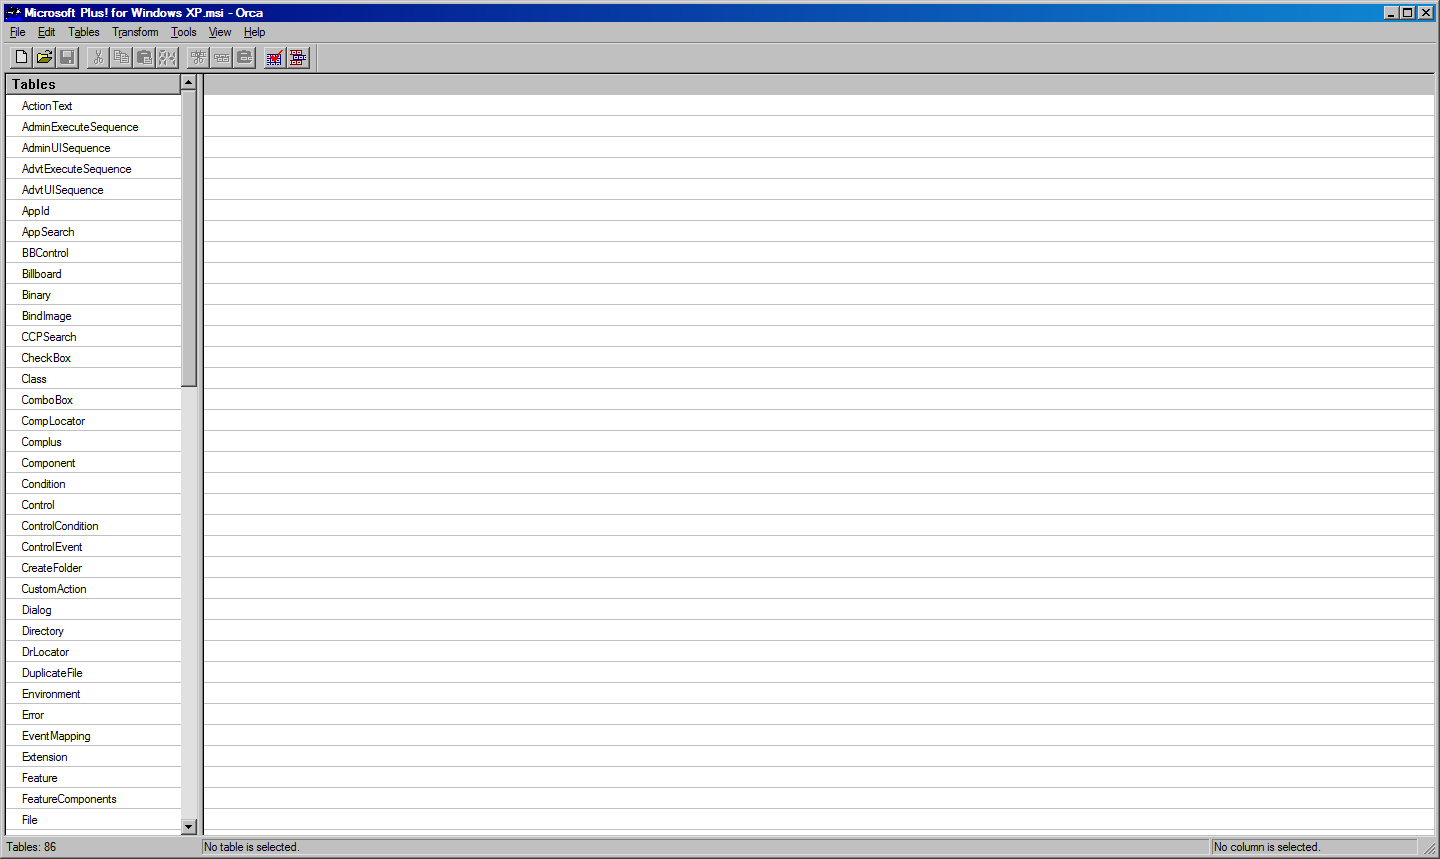 Microsoft Plus! for Windows XP.msi - Orca
File Edit Tables Transform Tools View Help
Tables
ActionText
AdminExecuteSequence
AdminUISequence
AdvtExecuteSequence
AdvtUISequence
AppId
AppSearch
BBControl
Billboard
Binary
BindImage
CCPSearch
CheckBox
Class
ComboBox
CompLocator
Complus
Component
Condition
Control
ControlCondition
ControlEvent
CreateFolder
CustomAction
Dialog
Directory
DrLocator
DuplicateFile
Environment
Error
EventMapping
Extension
Feature
FeatureComponents
File
Tables: 86 No table is selected. No column is selected.